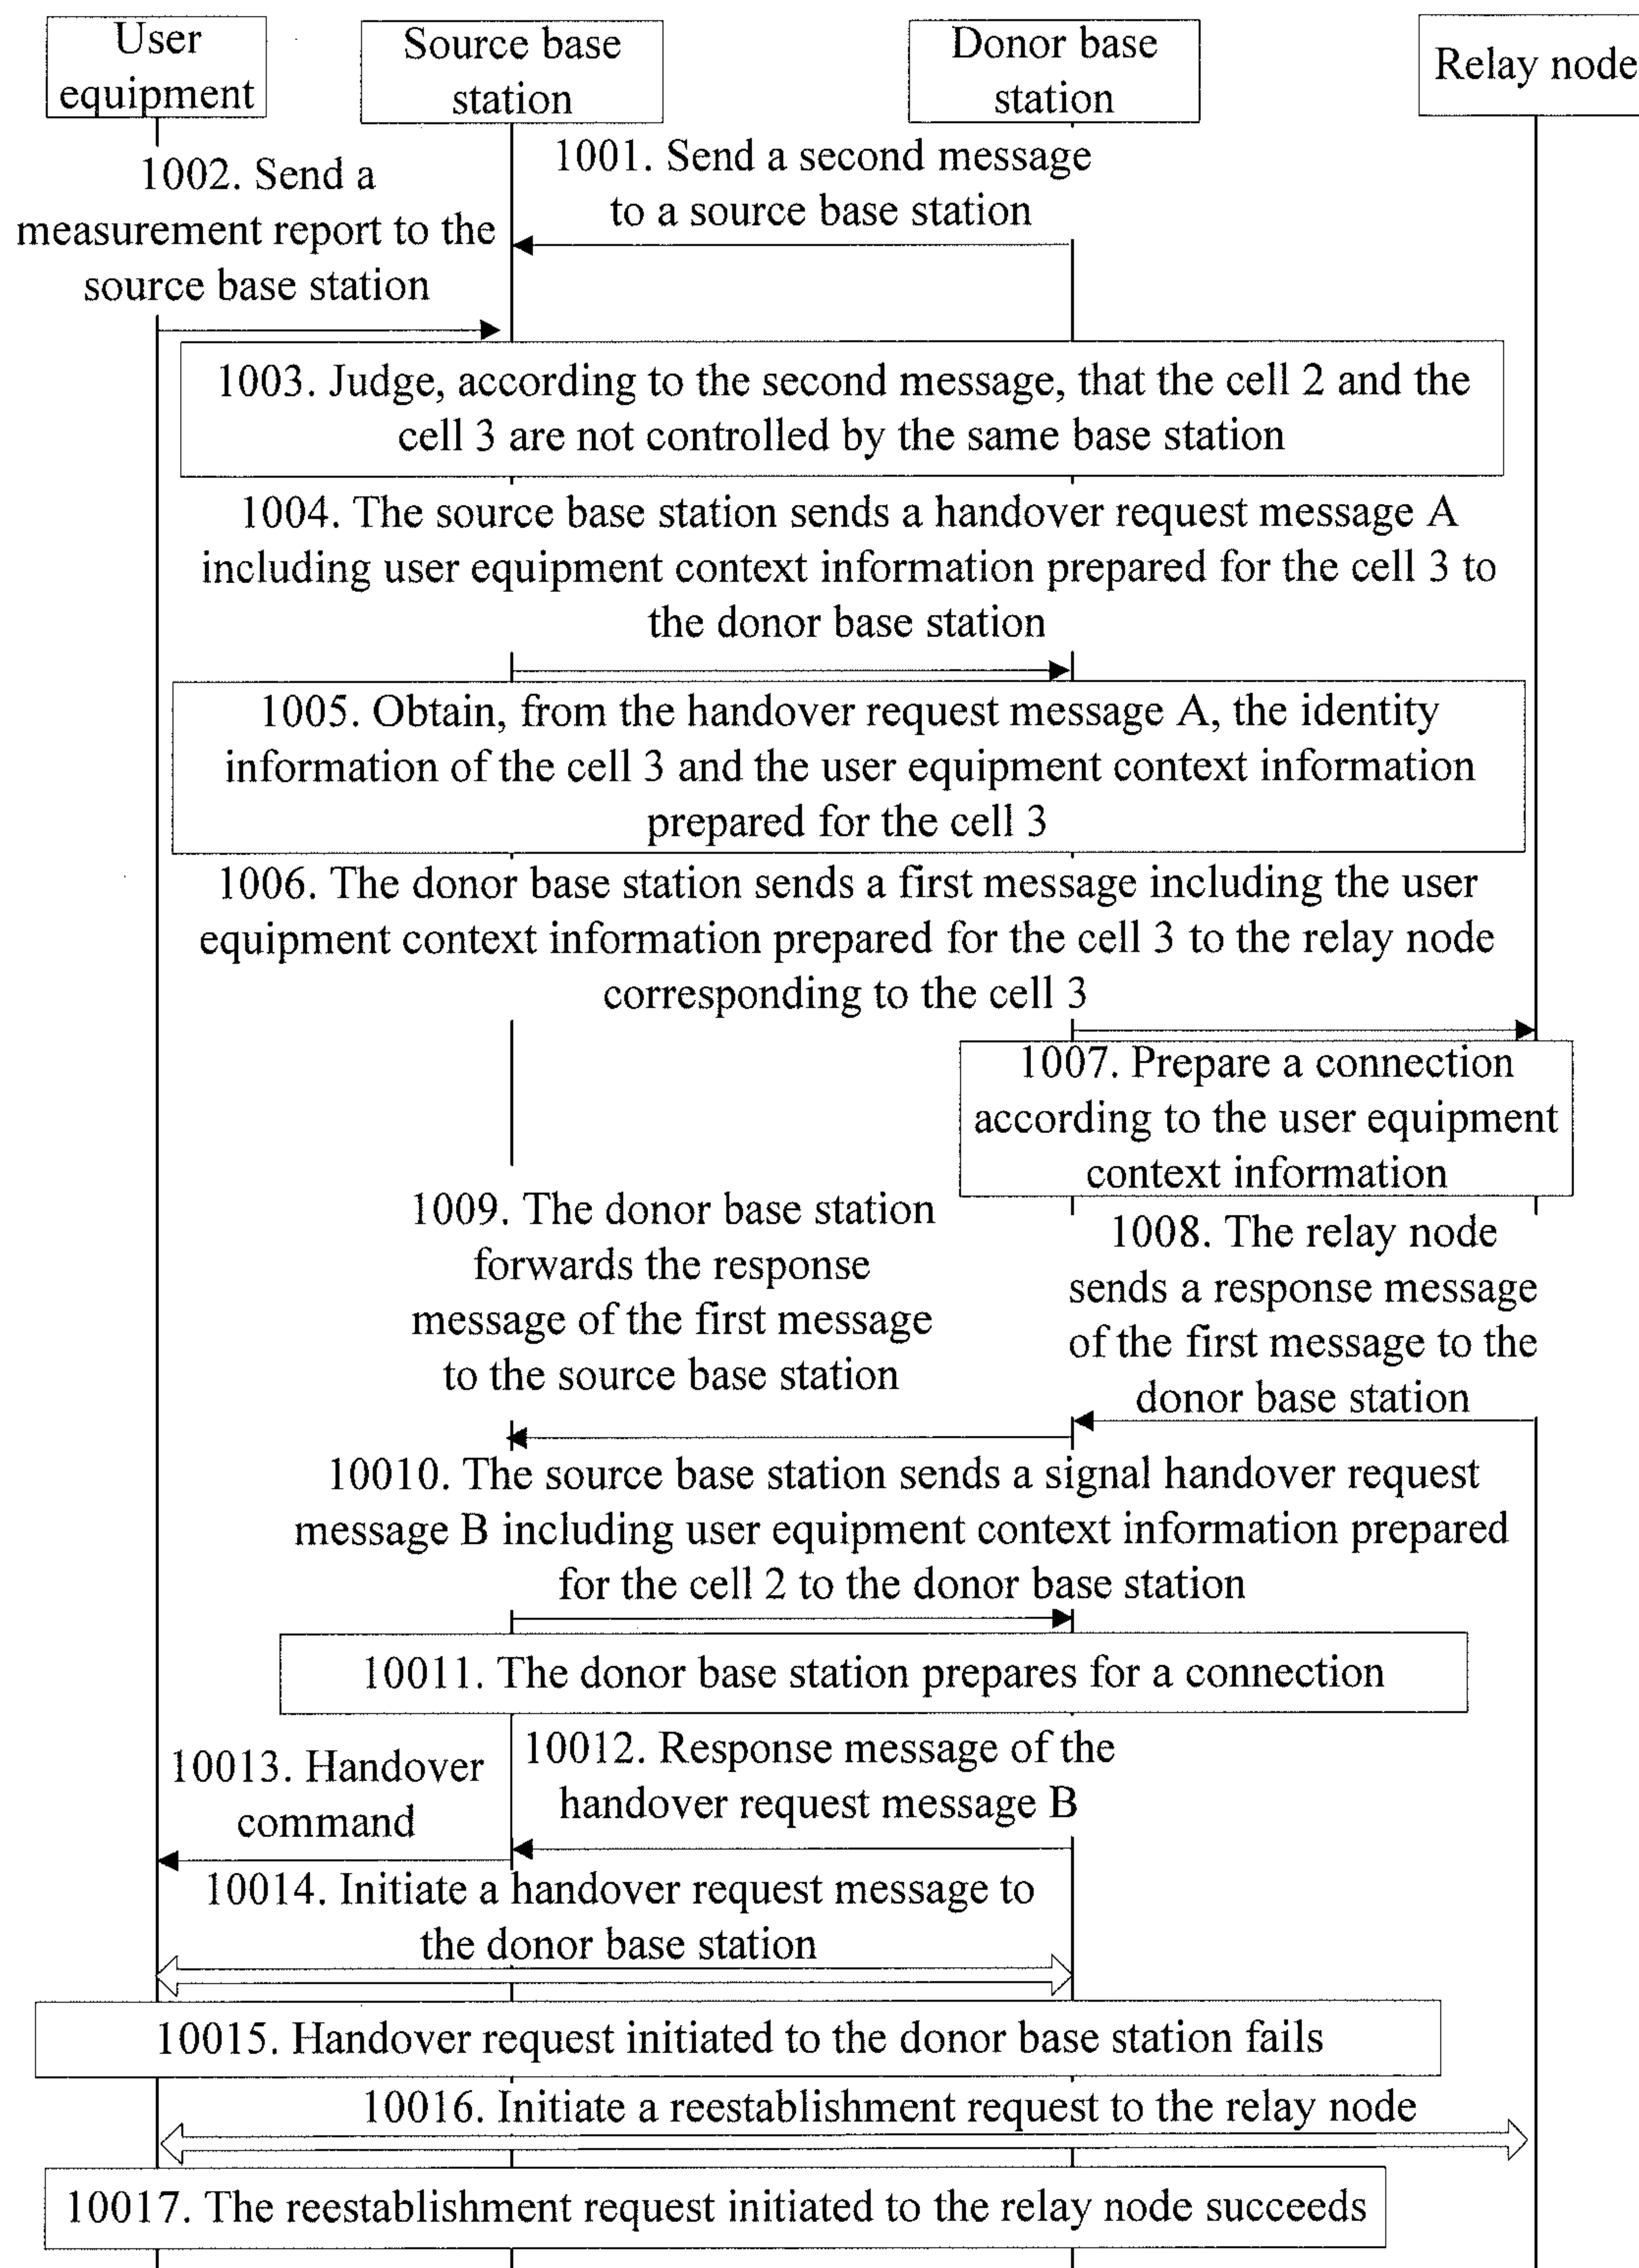 User
equipment
Source base
station
Donor base
station
Relay node
1001. Send a second message
to a source base station
1002. Send a
measurement report to the
source base station
1003. Judge, according to the second message, that the cell 2 and the
cell 3 are not controlled by the same base station
1004. The source base station sends a handover request message A
including user equipment context information prepared for the cell 3 to
the donor base station
1005. Obtain, from the handover request message A, the identity
information of the cell 3 and the user equipment context information
prepared for the cell 3
1006. The donor base station sends a first message including the user
equipment context information prepared for the cell 3 to the relay node
corresponding to the cell 3
1007. Prepare a connection
according to the user equipment
context information
1008. The relay node
sends a response message
of the first message to the
donor base station
1009. The donor base station
forwards the response
message of the first message
to the source base station
10010. The source base station sends a signal handover request
message B including user equipment context information prepared
for the cell 2 to the donor base station
10011. The donor base station prepares for a connection
10012. Response message of the
handover request message B
10013. Handover
command
10014. Initiate a handover request message to
the donor base station
10015. Handover request initiated to the donor base station fails
10016. Initiate a reestablishment request to the relay node
10017. The reestablishment request initiated to the relay node succeeds